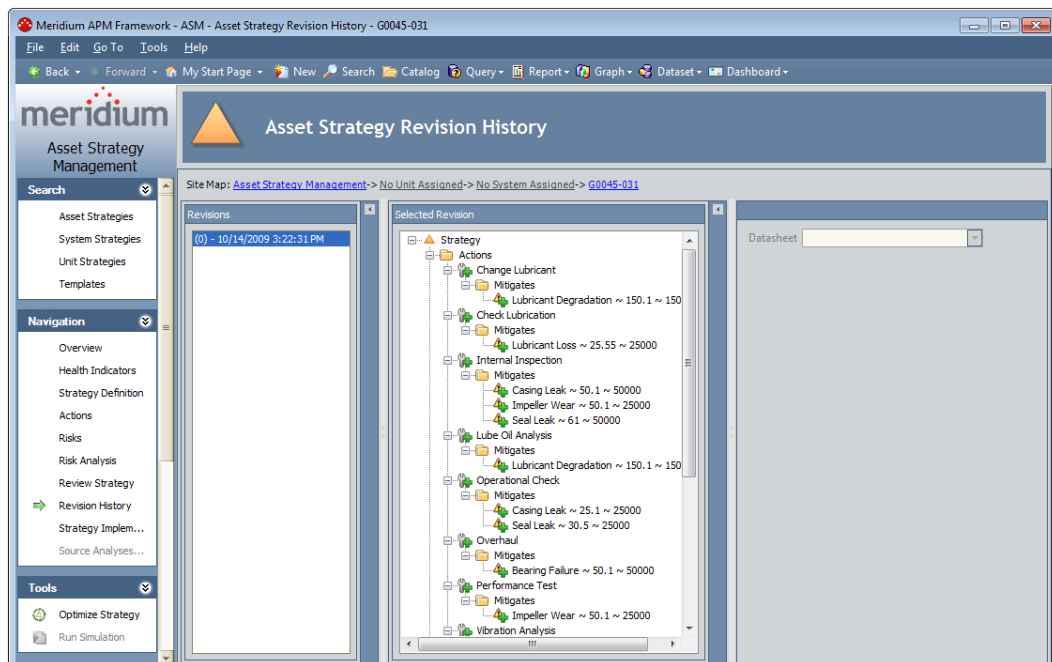 Meridium APM Framework - ASM - Asset Strategy Revision History - G0045-031
File Edit Go To Tools Help
Back Forward My Start Page New Search Catalog Query Report Graph Dataset Dashboard
meridium
Asset Strategy
Management
Asset Strategy Revision History
Site Map: Asset Strategy Management-> No Unit Assigned-> No System Assigned-> G0045-031
Search
Asset Strategies
System Strategies
Unit Strategies
Templates
Navigation
Overview
Health Indicators
Strategy Definition
Actions
Risks
Risk Analysis
Review Strategy
Revision History
Strategy Implem...
Source Analyses...
Tools
Optimize Strategy
Run Simulation
Revisions
(0) - 10/14/2009 3:22:31 PM
Selected Revision
Strategy
Actions
Change Lubricant
Mitigates
Lubricant Degradation ~ 150.1 ~ 150
Check Lubrication
Mitigates
Lubricant Loss ~ 25.55 ~ 25000
Internal Inspection
Mitigates
Casing Leak ~ 50.1 ~ 50000
Impeller Wear ~ 50.1 ~ 25000
Seal Leak ~ 61 ~ 50000
Lube Oil Analysis
Mitigates
Lubricant Degradation ~ 150.1 ~ 150
Operational Check
Mitigates
Casing Leak ~ 25.1 ~ 25000
Seal Leak ~ 30.5 ~ 25000
Overhaul
Mitigates
Bearing Failure ~ 50.1 ~ 50000
Performance Test
Mitigates
Impeller Wear ~ 50.1 ~ 25000
Vibration Analysis
Datasheet